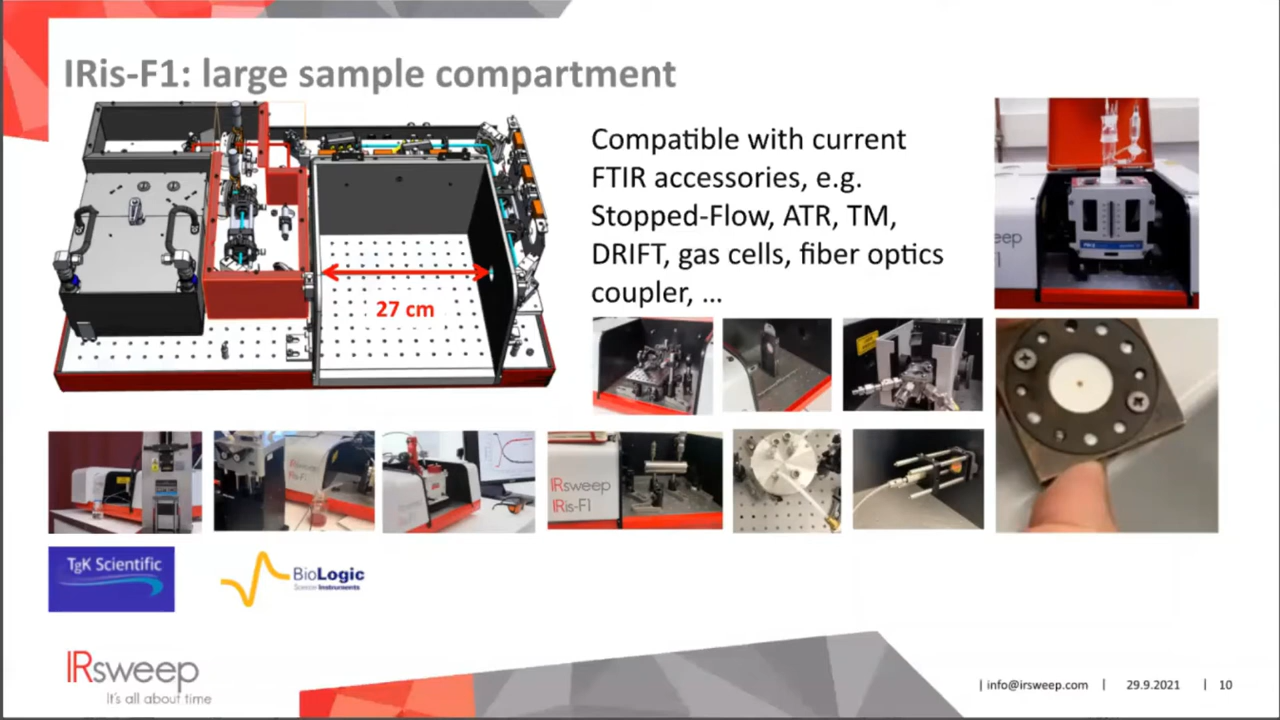 IRis-F1: large sample compartment
27 cm
Compatible with current
FTIR accessories, e.g.
Stopped-Flow, ATR, TM,
DRIFT, gas cells, fiber optics
coupler, ...
IRsweep
IRis-F1
TgK Scientific
BioLogic
Science Instruments
IRsweep
It's all about time
| info@irsweep.com | 29.9.2021 | 10